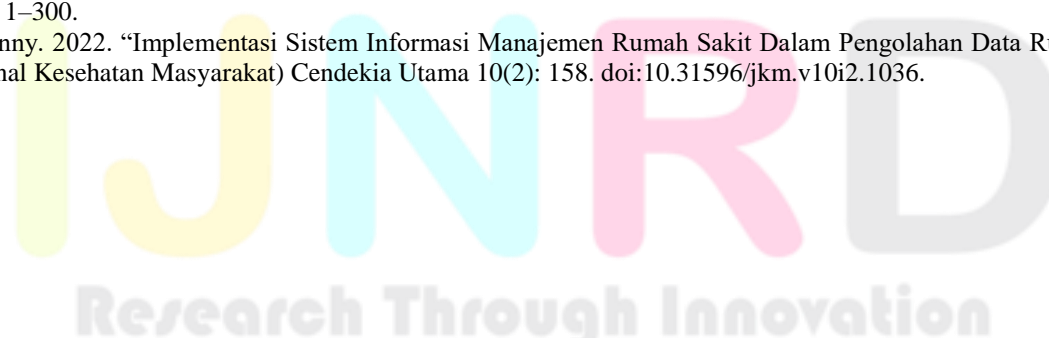 1–300.
nny. 2022. “Implementasi Sistem Informasi Manajemen Rumah Sakit Dalam Pengolahan Data Ru
nal Kesehatan Masyarakat) Cendekia Utama 10(2): 158. doi:10.31596/jkm.v10i2.1036.
IJNRD
Research Through Innovation